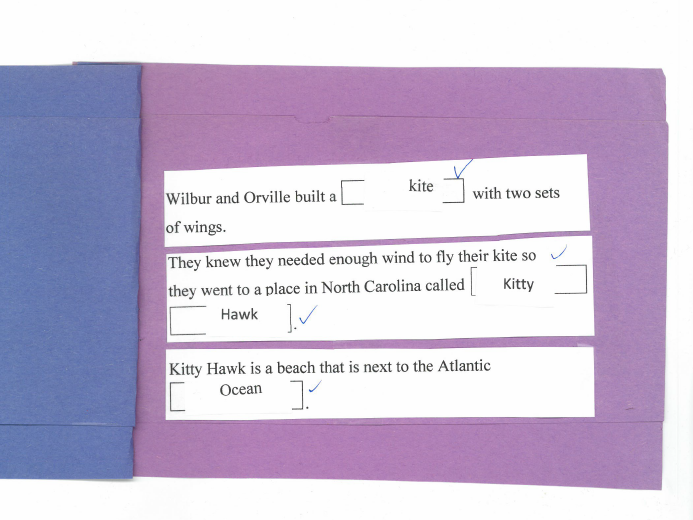 Wilbur and Orville built a kite with two sets
of wings.
They knew they needed enough wind to fly their kite so
they went to a place in North Carolina called Kitty
Hawk .
Kitty Hawk is a beach that is next to the Atlantic
Ocean .